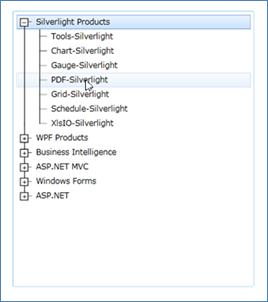 Silverlight Products
Tools-Silverlight
Chart-Silverlight
Gauge-Silverlight
PDF-Silverlight
Grid-Silverlight
Schedule-Silverlight
XlsIO-Silverlight
WPF Products
Business Intelligence
ASP.NET MVC
Windows Forms
ASP.NET